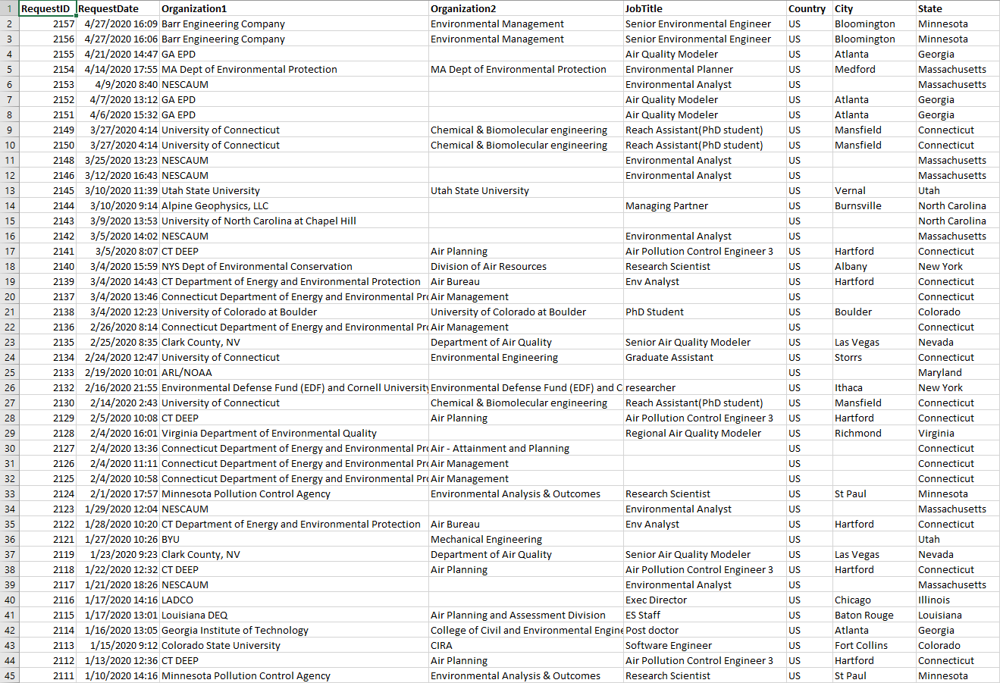 1 RequestID RequestDate Organization1 Organization2 JobTitle Country City State
2 2157 4/27/2020 16:09 Barr Engineering Company Environmental Management Senior Environmental Engineer US Bloomington Minnesota
3 2156 4/27/2020 16:06 Barr Engineering Company Environmental Management Senior Environmental Engineer US Bloomington Minnesota
4 2155 4/21/2020 14:47 GA EPD Air Quality Modeler US Atlanta Georgia
5 2154 4/14/2020 17:55 MA Dept of Environmental Protection MA Dept of Environmental Protection Environmental Planner US Medford Massachusetts
6 2153 4/9/2020 8:40 NESCAUM Environmental Analyst US Massachusetts
7 2152 4/7/2020 13:12 GA EPD Air Quality Modeler US Atlanta Georgia
8 2151 4/6/2020 15:32 GA EPD Air Quality Modeler US Atlanta Georgia
9 2149 3/27/2020 4:14 University of Connecticut Chemical & Biomolecular engineering Reach Assistant(PhD student) US Mansfield Connecticut
10 2150 3/27/2020 4:14 University of Connecticut Chemical & Biomolecular engineering Reach Assistant(PhD student) US Mansfield Connecticut
11 2148 3/25/2020 13:23 NESCAUM Environmental Analyst US Massachusetts
12 2146 3/12/2020 16:43 NESCAUM Environmental Analyst US Massachusetts
13 2145 3/10/2020 11:39 Utah State University Utah State University US Vernal Utah
14 2144 3/10/2020 9:14 Alpine Geophysics, LLC Managing Partner US Burnsville North Carolina
15 2143 3/9/2020 13:53 University of North Carolina at Chapel Hill US North Carolina
16 2142 3/5/2020 14:02 NESCAUM Environmental Analyst US Massachusetts
17 2141 3/5/2020 8:07 CT DEEP Air Planning Air Pollution Control Engineer 3 US Hartford Connecticut
18 2140 3/4/2020 15:59 NYS Dept of Environmental Conservation Division of Air Resources Research Scientist US Albany New York
19 2139 3/4/2020 14:43 CT Department of Energy and Environmental Protection Air Bureau Env Analyst US Hartford Connecticut
20 2137 3/4/2020 13:46 Connecticut Department of Energy and Environmental Pro Air Management US Connecticut
21 2138 3/4/2020 12:23 University of Colorado at Boulder University of Colorado at Boulder PhD Student US Boulder Colorado
22 2136 2/26/2020 8:14 Connecticut Department of Energy and Environmental Pro Air Management US Connecticut
23 2135 2/25/2020 8:35 Clark County, NV Department of Air Quality Senior Air Quality Modeler US Las Vegas Nevada
24 2134 2/24/2020 12:47 University of Connecticut Environmental Engineering Graduate Assistant US Storrs Connecticut
25 2133 2/19/2020 10:01 ARL/NOAA US Maryland
26 2132 2/16/2020 21:55 Environmental Defense Fund (EDF) and Cornell University Environmental Defense Fund (EDF) and C researcher US Ithaca New York
27 2130 2/14/2020 2:43 University of Connecticut Chemical & Biomolecular engineering Reach Assistant(PhD student) US Mansfield Connecticut
28 2129 2/5/2020 10:08 CT DEEP Air Planning Air Pollution Control Engineer 3 US Hartford Connecticut
29 2128 2/4/2020 16:01 Virginia Department of Environmental Quality Regional Air Quality Modeler US Richmond Virginia
30 2127 2/4/2020 13:36 Connecticut Department of Energy and Environmental Pro Air - Attainment and Planning US Connecticut
31 2126 2/4/2020 11:11 Connecticut Department of Energy and Environmental Pro Air Management US Connecticut
32 2125 2/4/2020 10:58 Connecticut Department of Energy and Environmental Pro Air Management US Connecticut
33 2124 2/1/2020 17:57 Minnesota Pollution Control Agency Environmental Analysis & Outcomes Research Scientist US St Paul Minnesota
34 2123 1/29/2020 12:04 NESCAUM Environmental Analyst US Massachusetts
35 2122 1/28/2020 10:20 CT Department of Energy and Environmental Protection Air Bureau Env Analyst US Hartford Connecticut
36 2121 1/27/2020 10:26 BYU Mechanical Engineering US Utah
37 2119 1/23/2020 9:23 Clark County, NV Department of Air Quality Senior Air Quality Modeler US Las Vegas Nevada
38 2118 1/22/2020 12:32 CT DEEP Air Planning Air Pollution Control Engineer 3 US Hartford Connecticut
39 2117 1/21/2020 18:26 NESCAUM Environmental Analyst US Massachusetts
40 2116 1/17/2020 14:16 LADCO Exec Director US Chicago Illinois
41 2115 1/17/2020 13:01 Louisiana DEQ Air Planning and Assessment Division ES Staff US Baton Rouge Louisiana
42 2114 1/16/2020 13:05 Georgia Institute of Technology College of Civil and Environmental Engine Post doctor US Atlanta Georgia
43 2113 1/15/2020 9:12 Colorado State University CIRA Software Engineer US Fort Collins Colorado
44 2112 1/13/2020 12:36 CT DEEP Air Planning Air Pollution Control Engineer 3 US Hartford Connecticut
45 2111 1/10/2020 14:16 Minnesota Pollution Control Agency Environmental Analysis & Outcomes Research Scientist US St Paul Minnesota